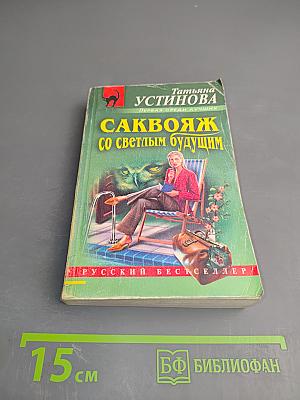 Татьяна
УСТИНОВА
Первая среди лучших
САКВОЯЖ
СО СВЕТЛЫМ БУДУЩИМ
РУССКИЙ БЕСТСЕЛЛЕР
15 см
БФ БИБЛИОФАН